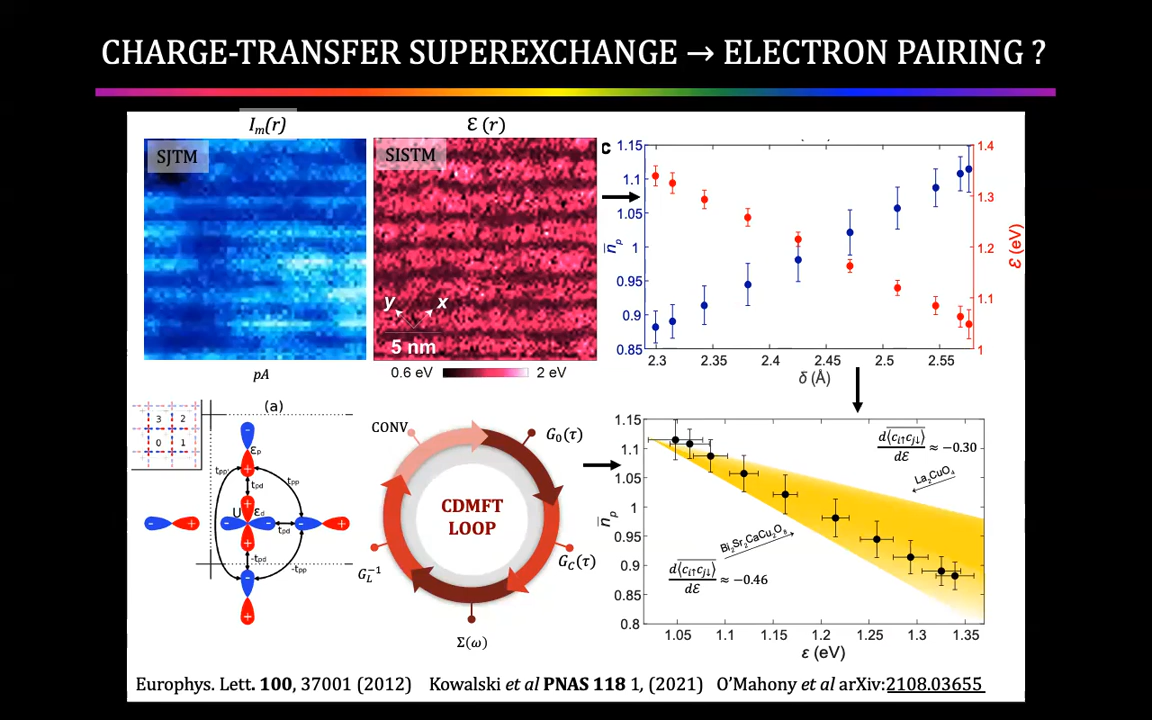 CHARGE-TRANSFER SUPEREXCHANGE → ELECTRON PAIRING ?
I_m(r)
Ɛ (r)
SJTM
SISTM
y
x
5 nm
pA
0.6 eV
2 eV
c
1.15
1.1
1.05
1
0.95
0.9
0.85
n̅_p
1.4
1.3
1.2
1.1
1
Ɛ (eV)
2.3 2.35 2.4 2.45 2.5 2.55
δ (Å)
(a)
3 2
0 1
ε_p
t_pp'
t_pp
t_pd
U ε_d
t_pd
-t_pd
-t_pp
CONV
G₀(τ)
CDMFT
LOOP
G_C(τ)
G_L⁻¹
Σ(ω)
1.15
1.1
1.05
1
0.95
0.9
0.85
0.8
n̅_p
d⟨c_i↑c_j↓⟩/dƐ ≈ −0.30
La₂CuO₄
Bi₂Sr₂CaCu₂O₈
d⟨c_i↑c_j↓⟩/dƐ ≈ −0.46
1.05 1.1 1.15 1.2 1.25 1.3 1.35
ε (eV)
Europhys. Lett. 100, 37001 (2012) Kowalski et al PNAS 118 1, (2021) O'Mahony et al arXiv:2108.03655